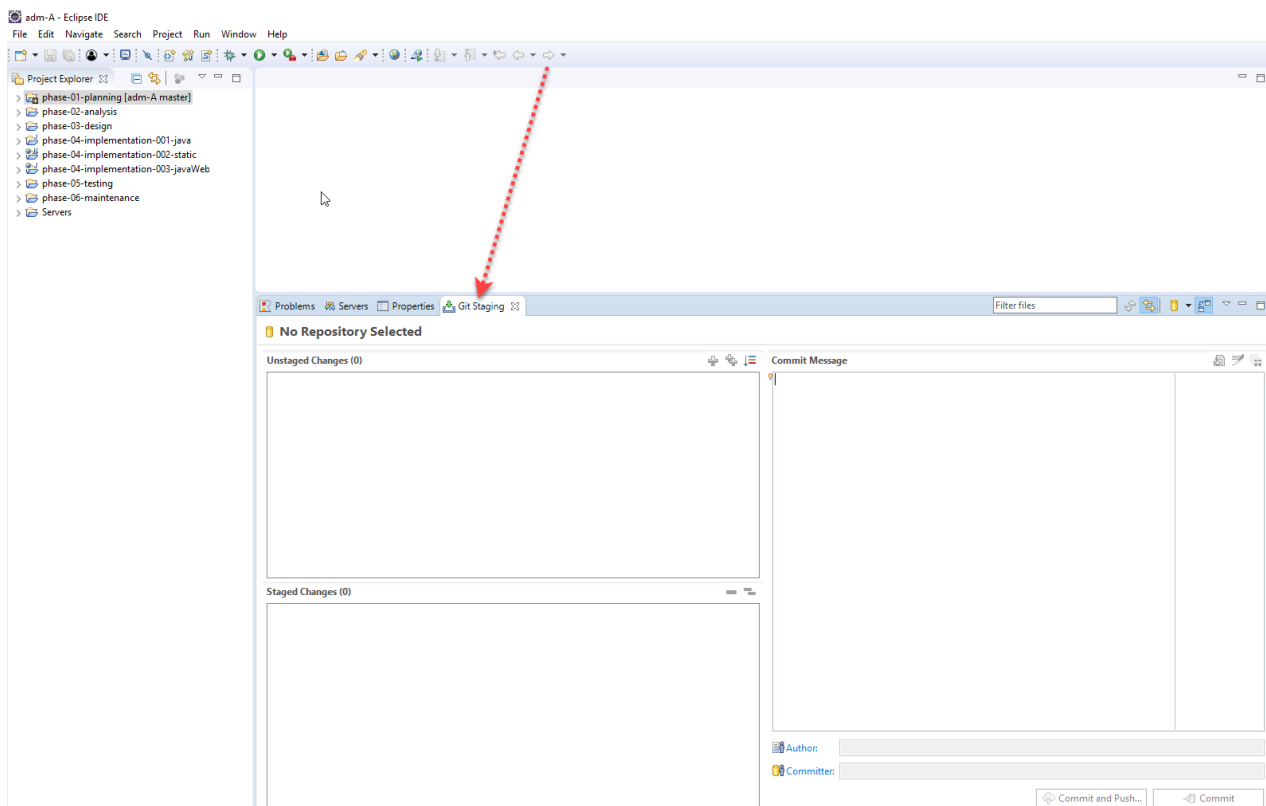 adm-A - Eclipse IDE
File Edit Navigate Search Project Run Window Help
Project Explorer
phase-01-planning [adm-A master]
phase-02-analysis
phase-03-design
phase-04-implementation-001-java
phase-04-implementation-002-static
phase-04-implementation-003-javaWeb
phase-05-testing
phase-06-maintenance
Servers
Problems Servers Properties Git Staging
Filter files
No Repository Selected
Unstaged Changes (0)
Commit Message
Staged Changes (0)
Author:
Committer:
Commit and Push... Commit